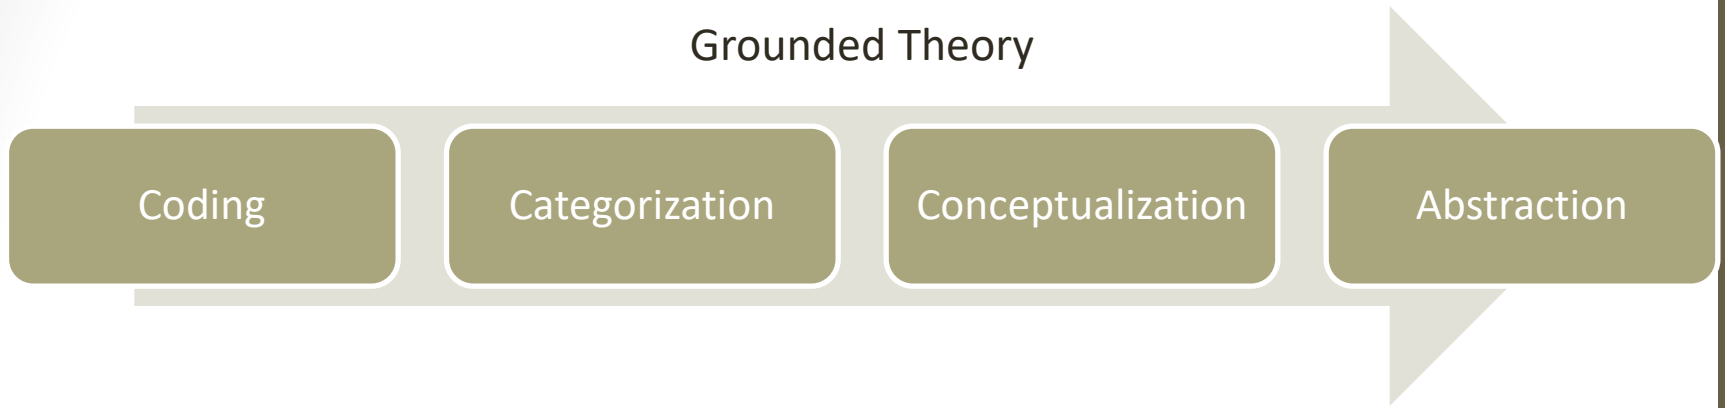 Grounded Theory
Coding
Categorization
Conceptualization
Abstraction